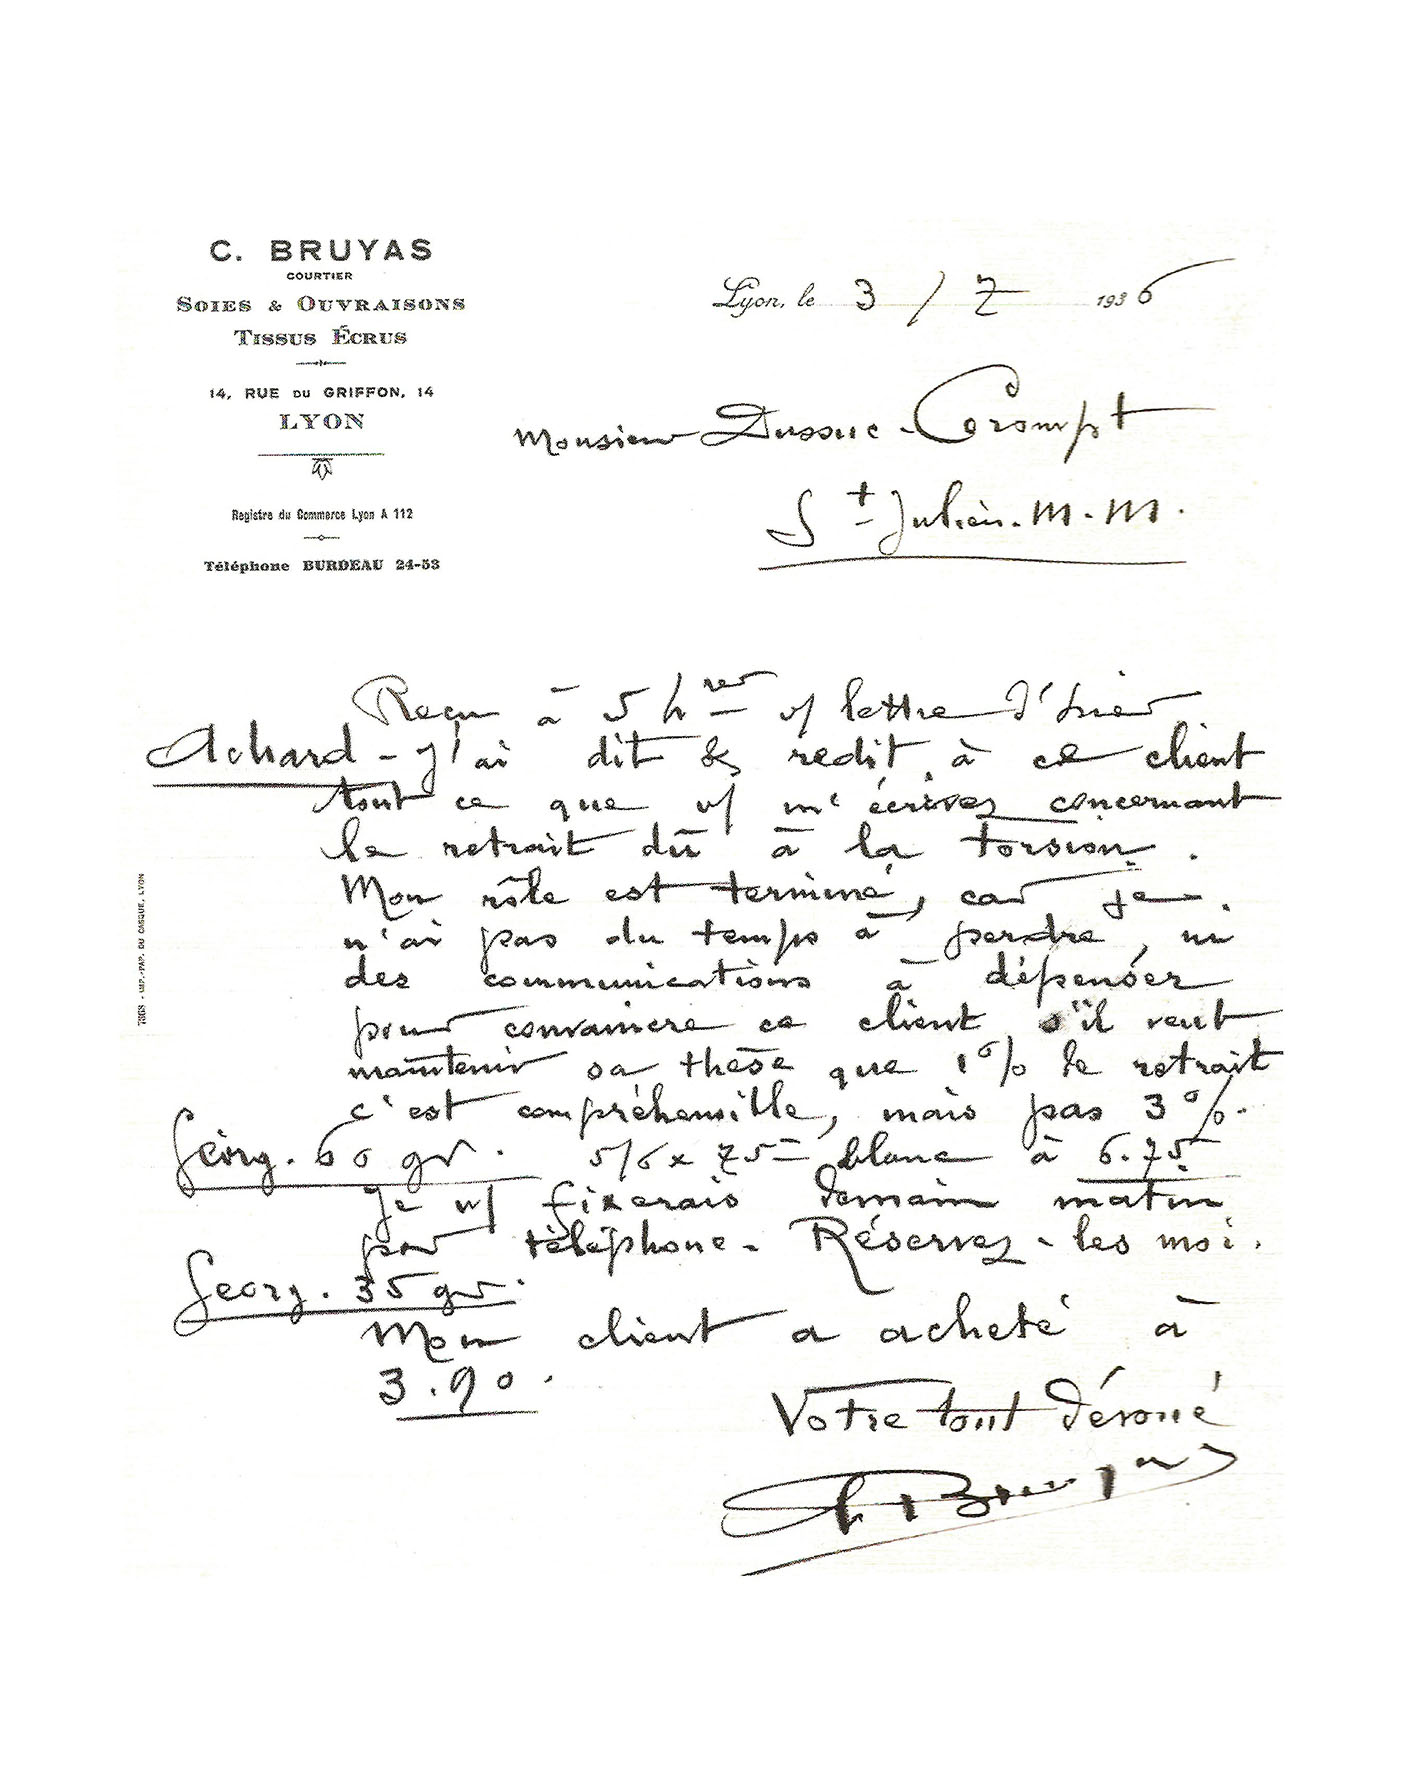 C. BRUYAS
COURTIER
SOIES & OUVRAISONS
TISSUS ÉCRUS
14, RUE DU GRIFFON, 14
LYON
Registre du Commerce Lyon A 112
Téléphone BURDEAU 24-53
Lyon, le 3 / 7 1936
Monsieur Dussuc-Corompt
St Julien. M. M.
Reçu à 5 hres v/ lettre d'hier
Achard - J'ai dit & redit à ce client
tout ce que v/ m'écrivez concernant
le retrait dû à la torsion.
Mon rôle est terminé, car je
n'ai pas du temps à perdre, ni
des communications à dépenser
pour convaincre ce client s'il veut
maintenir sa thèse que 1% de retrait
c'est compréhensible, mais pas 3%.
Géorg. 60 gr. 5/6 x 75 = blanc à 6.75
Je v/ fixerais demain matin
par téléphone. Réservez-les moi.
Georg. 35 gr.
Mon client a acheté à
3.90.
Votre tout dévoué
C. Bruyas
7868 - IMP.-PAP. DU CASQUE, LYON